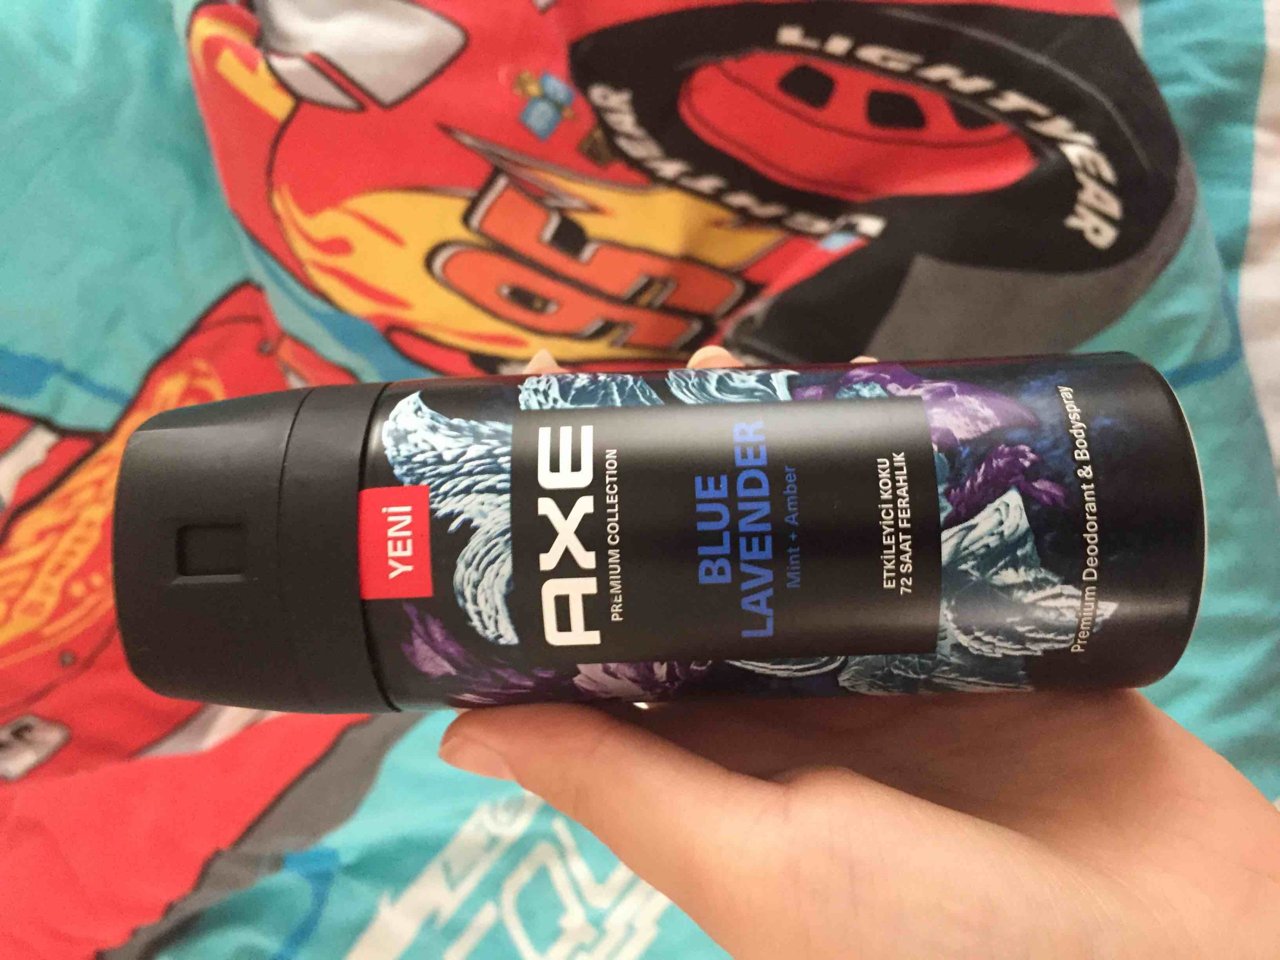 LIGHTYEAR
LIGHTYEAR
95
YENİ
AXE
PREMIUM COLLECTION
BLUE
LAVENDER
Mint + Amber
ETKİLEYİCİ KOKU
72 SAAT FERAHLIK
Premium Deodorant & Bodyspray